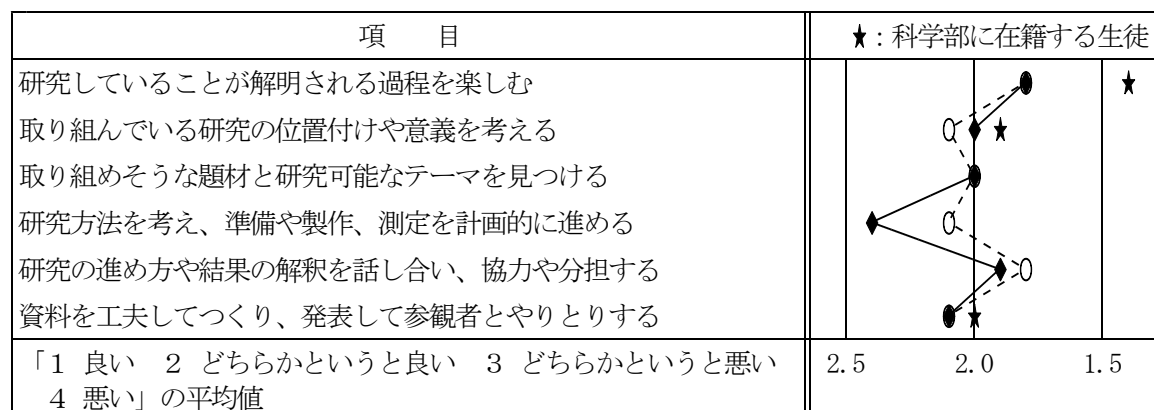 項　目
★：科学部に在籍する生徒
研究していることが解明される過程を楽しむ
取り組んでいる研究の位置付けや意義を考える
取り組めそうな題材と研究可能なテーマを見つける
研究方法を考え、準備や製作、測定を計画的に進める
研究の進め方や結果の解釈を話し合い、協力や分担する
資料を工夫してつくり、発表して参観者とやりとりする
「1 良い　2 どちらかというと良い　3 どちらかというと悪い
4 悪い」の平均値
2.5　2.0　1.5